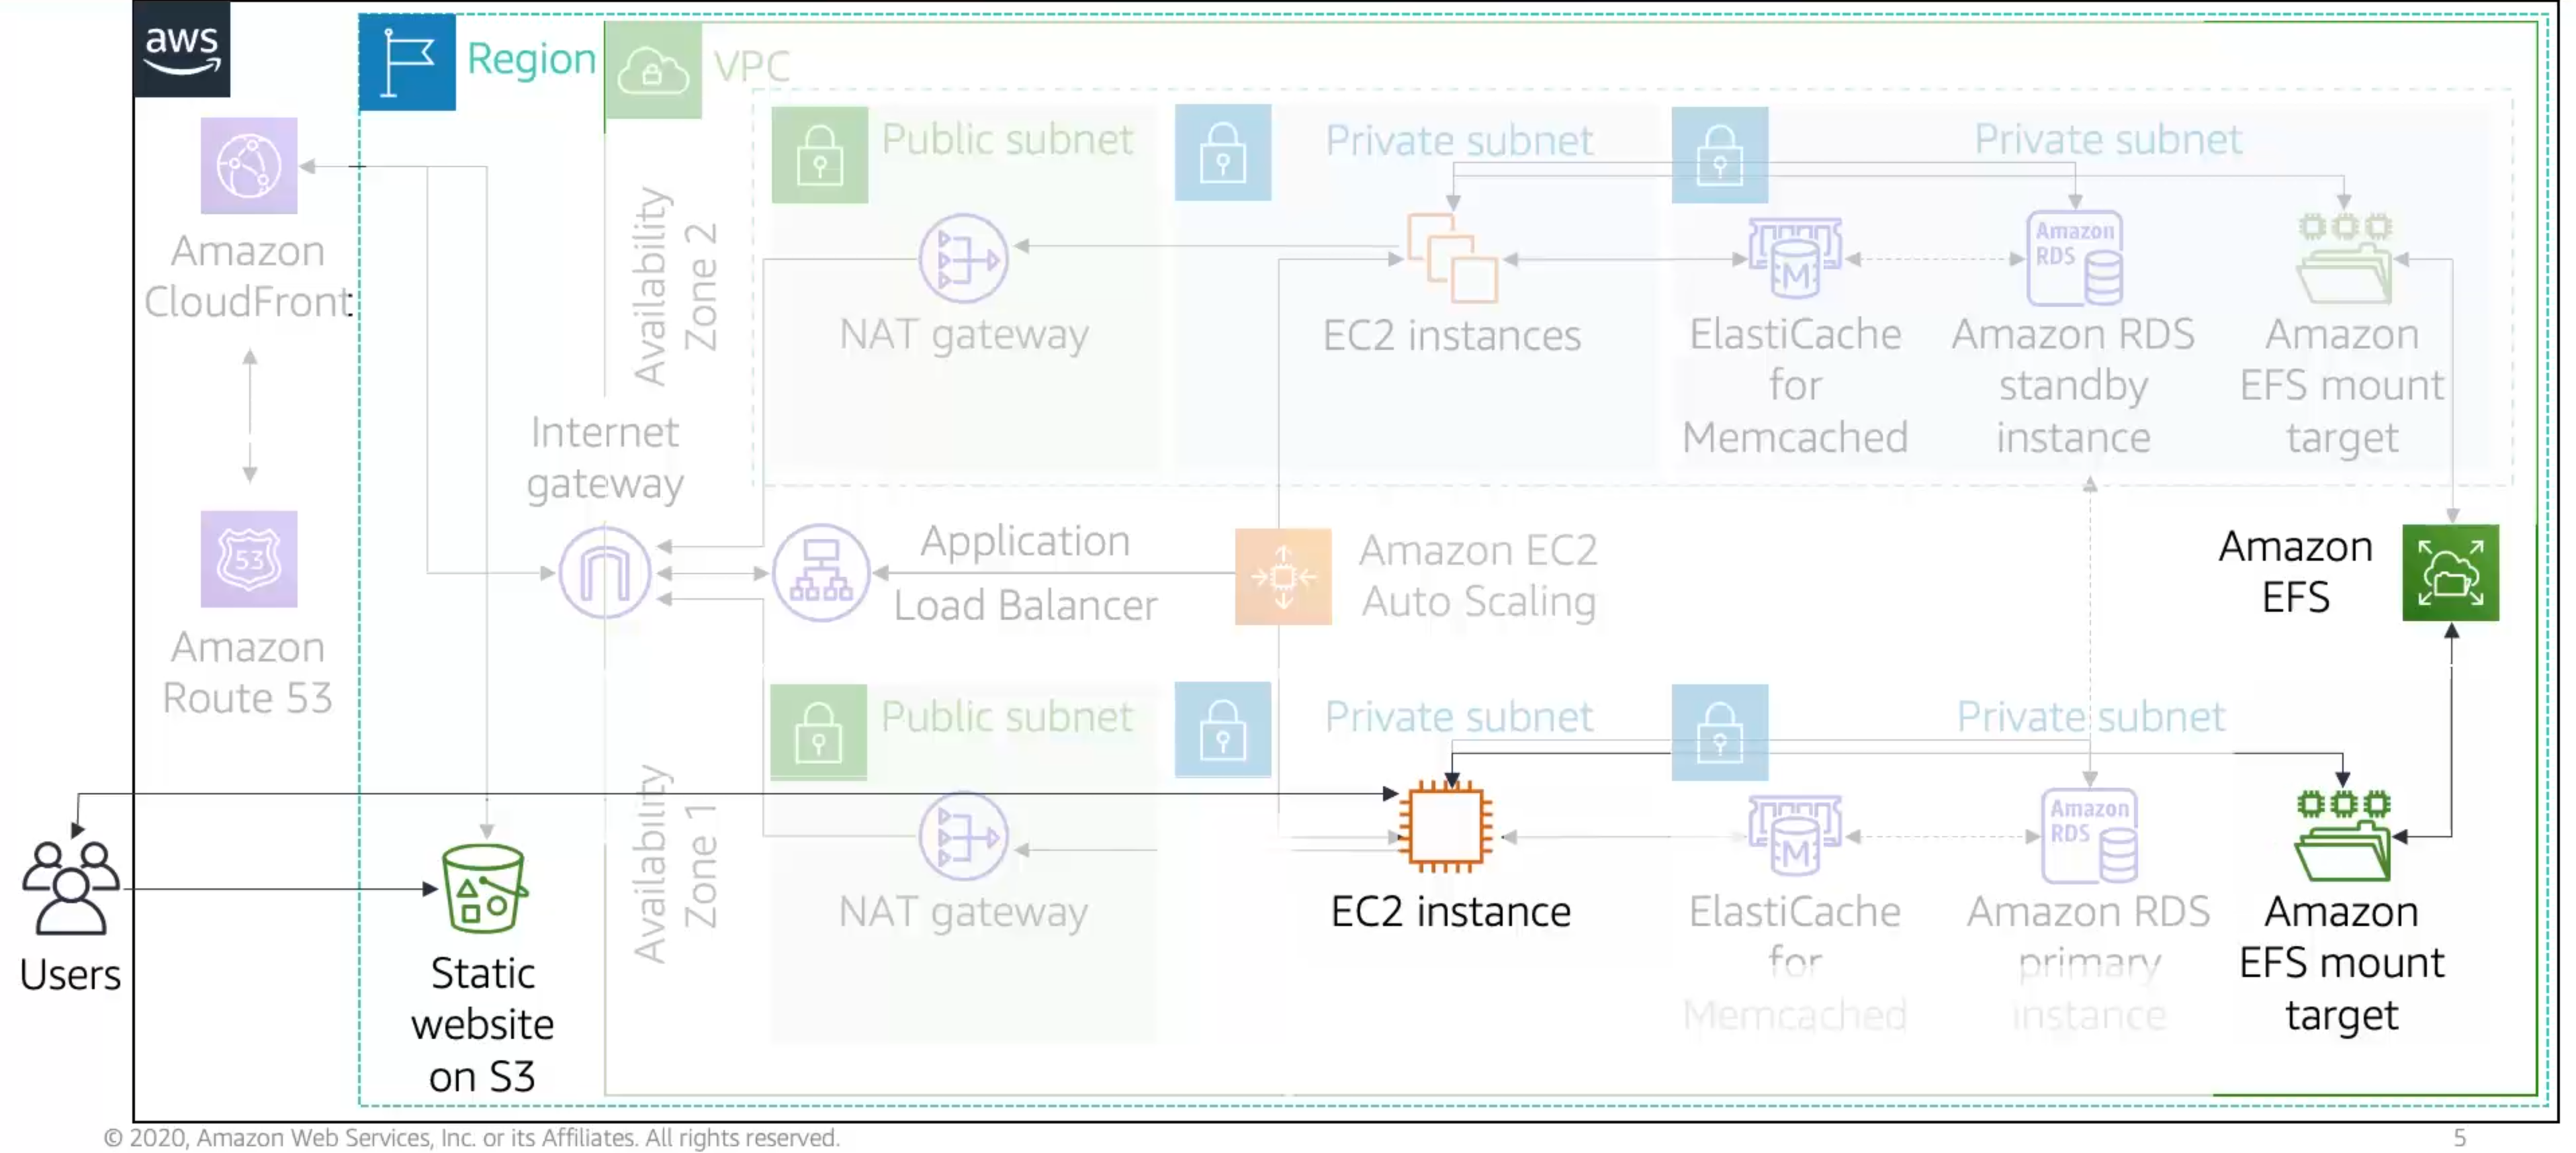 aws
Region
VPC
Public subnet
Private subnet
Private subnet
Availability
Zone 2
Amazon
CloudFront:
NAT gateway
EC2 instances
ElastiCache
for
Memcached
Amazon
RDS
Amazon RDS
standby
instance
Amazon
EFS mount
target
Internet
gateway
53
Amazon
Route 53
Application
Load Balancer
Amazon EC2
Auto Scaling
Amazon
EFS
Public subnet
Private subnet
Private subnet
Availability
Zone 1
Users
Static
website
on S3
NAT gateway
EC2 instance
M
ElastiCache
for
Memcached
Amazon
RDS
Amazon RDS
primary
instance
Amazon
EFS mount
target
M
© 2020, Amazon Web Services, Inc. or its Affiliates. All rights reserved.
5